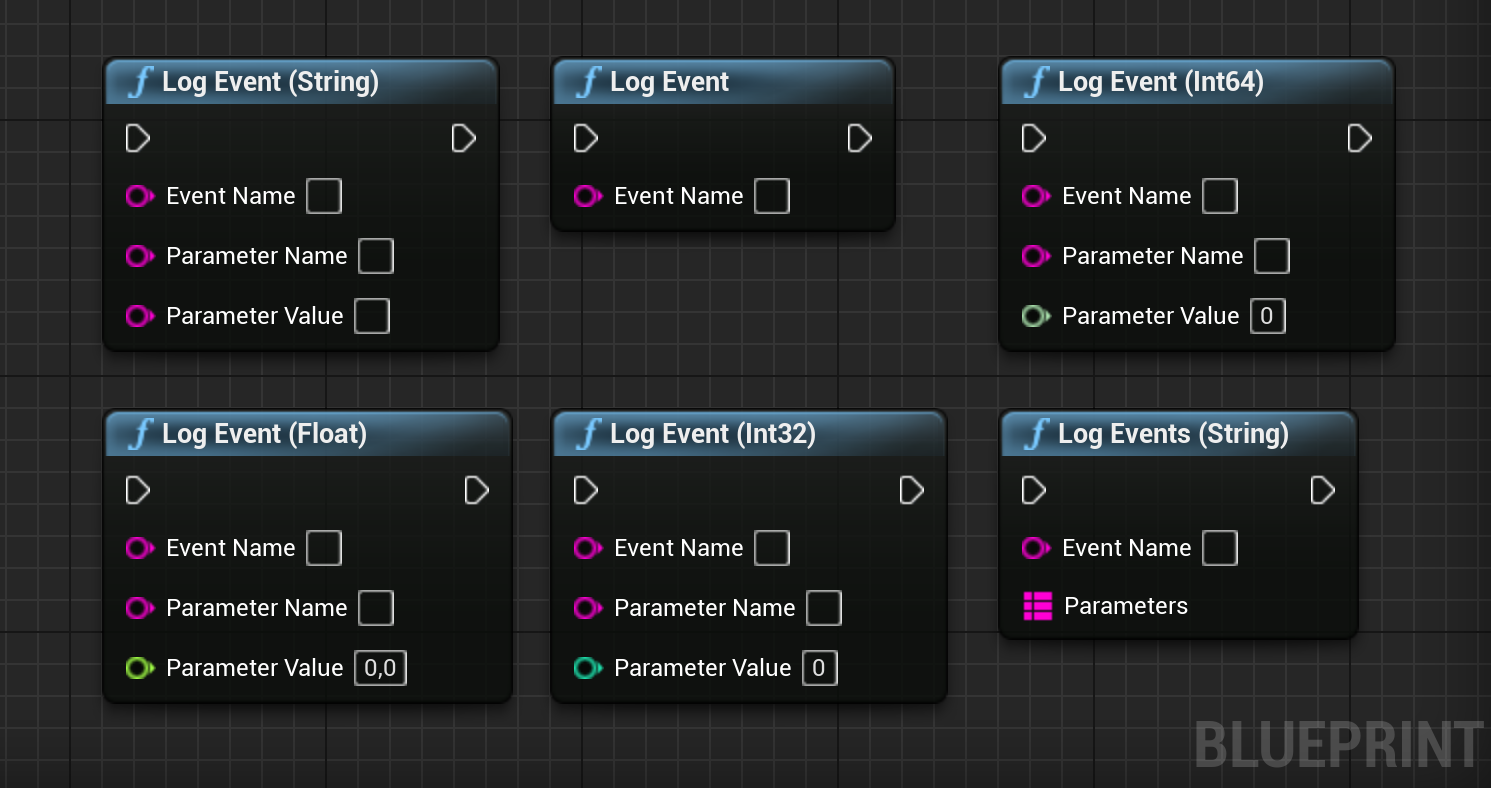 Log Event (String)
Event Name
Parameter Name
Parameter Value
Log Event
Event Name
Log Event (Int64)
Event Name
Parameter Name
Parameter Value 0
Log Event (Float)
Event Name
Parameter Name
Parameter Value 0,0
Log Event (Int32)
Event Name
Parameter Name
Parameter Value 0
Log Events (String)
Event Name
Parameters
BLUEPRINT